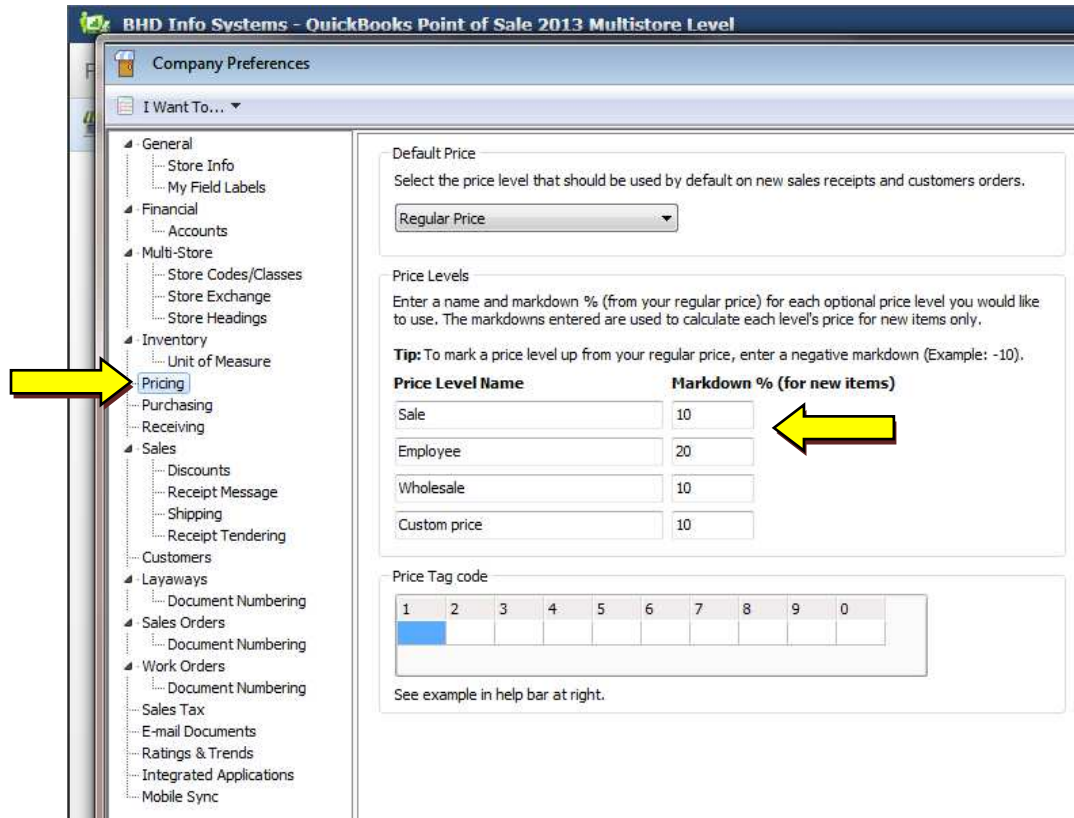 BHD Info Systems - QuickBooks Point of Sale 2013 Multistore Level
Company Preferences
I Want To...
General
Store Info
My Field Labels
Financial
Accounts
Multi-Store
Store Codes/Classes
Store Exchange
Store Headings
Inventory
Unit of Measure
Pricing
Purchasing
Receiving
Sales
Discounts
Receipt Message
Shipping
Receipt Tendering
Customers
Layaways
Document Numbering
Sales Orders
Document Numbering
Work Orders
Document Numbering
Sales Tax
E-mail Documents
Ratings & Trends
Integrated Applications
Mobile Sync
Default Price
Select the price level that should be used by default on new sales receipts and customers orders.
Regular Price
Price Levels
Enter a name and markdown % (from your regular price) for each optional price level you would like
to use. The markdowns entered are used to calculate each level's price for new items only.
Tip: To mark a price level up from your regular price, enter a negative markdown (Example: -10).
Price Level Name Markdown % (for new items)
Sale 10
Employee 20
Wholesale 10
Custom price 10
Price Tag code
1 2 3 4 5 6 7 8 9 0
See example in help bar at right.